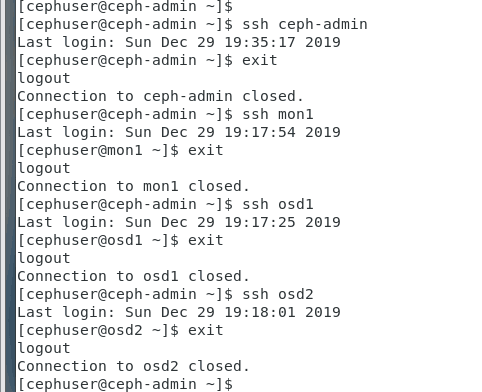 [cephuser@ceph-admin ~]$
[cephuser@ceph-admin ~]$ ssh ceph-admin
Last login: Sun Dec 29 19:35:17 2019
[cephuser@ceph-admin ~]$ exit
logout
Connection to ceph-admin closed.
[cephuser@ceph-admin ~]$ ssh mon1
Last login: Sun Dec 29 19:17:54 2019
[cephuser@mon1 ~]$ exit
logout
Connection to mon1 closed.
[cephuser@ceph-admin ~]$ ssh osd1
Last login: Sun Dec 29 19:17:25 2019
[cephuser@osd1 ~]$ exit
logout
Connection to osd1 closed.
[cephuser@ceph-admin ~]$ ssh osd2
Last login: Sun Dec 29 19:18:01 2019
[cephuser@osd2 ~]$ exit
logout
Connection to osd2 closed.
[cephuser@ceph-admin ~]$